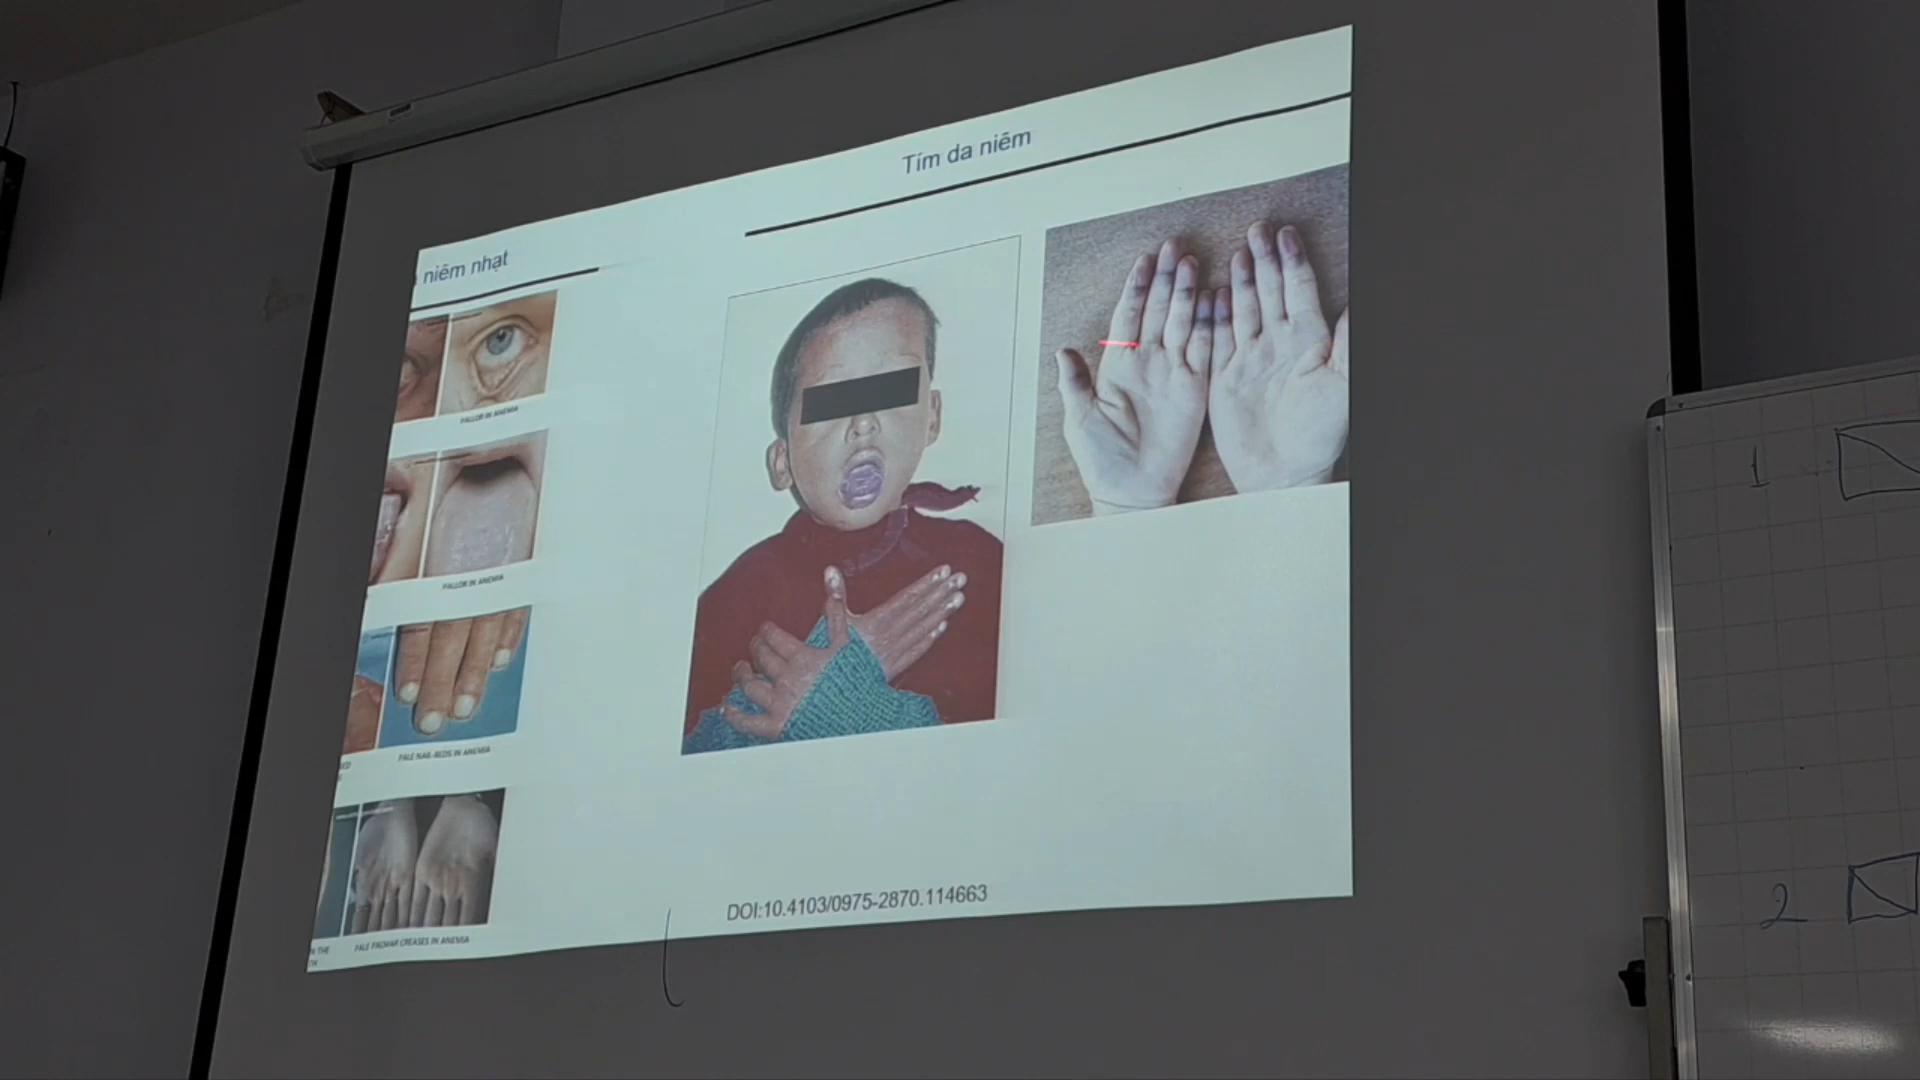 niêm nhạt
PALLOR IN ANEMIA
PALLOR IN ANEMIA
PALE NAIL-BEDS IN ANEMIA
PALE PALMAR CREASES IN ANEMIA
N THE
Tím da niêm
DOI:10.4103/0975-2870.114663
1
2